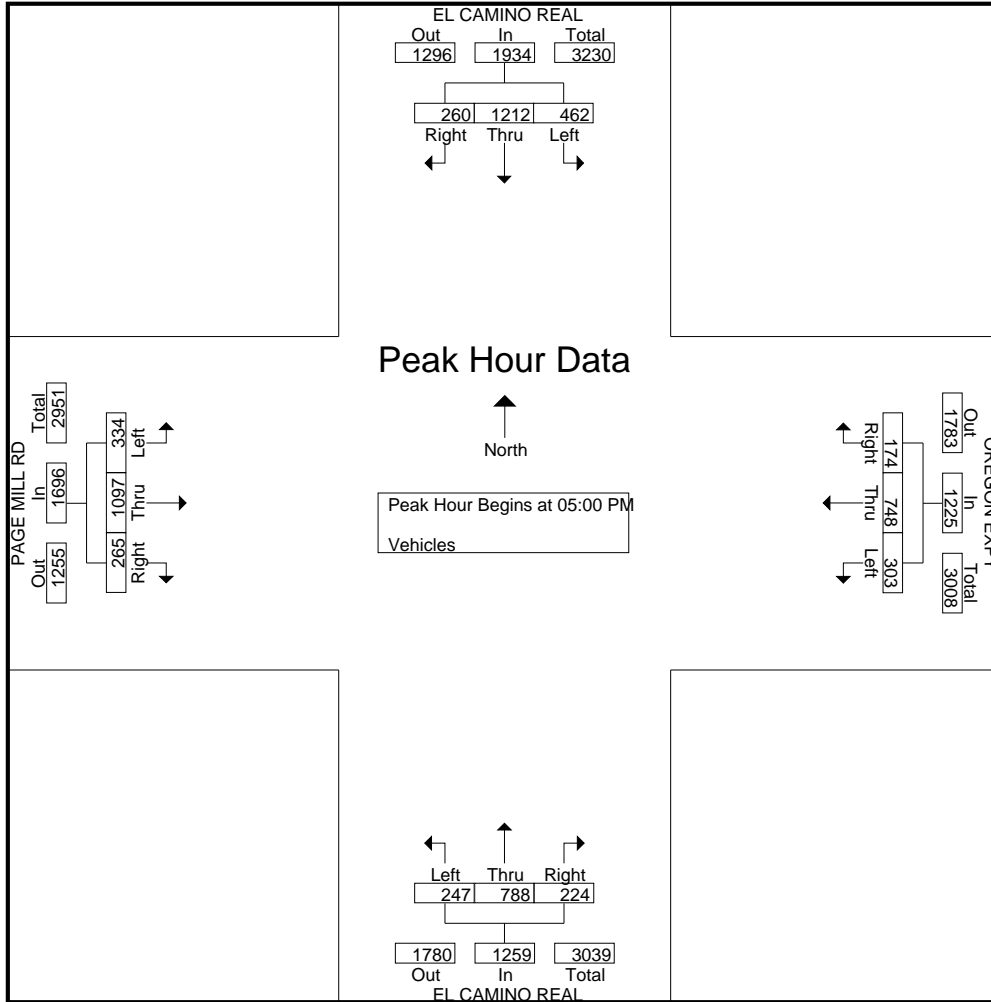 EL CAMINO REAL
Out In Total
1296 1934 3230
260 1212 462
Right Thru Left
Peak Hour Data
North
Peak Hour Begins at 05:00 PM
Vehicles
PAGE MILL RD
Out In Total
1255 1696 2951
334 1097 265
Left Thru Right
OREGON EXPY
Out In Total
1783 1225 3008
174 748 303
Right Thru Left
Left Thru Right
247 788 224
1780 1259 3039
Out In Total
EL CAMINO REAL